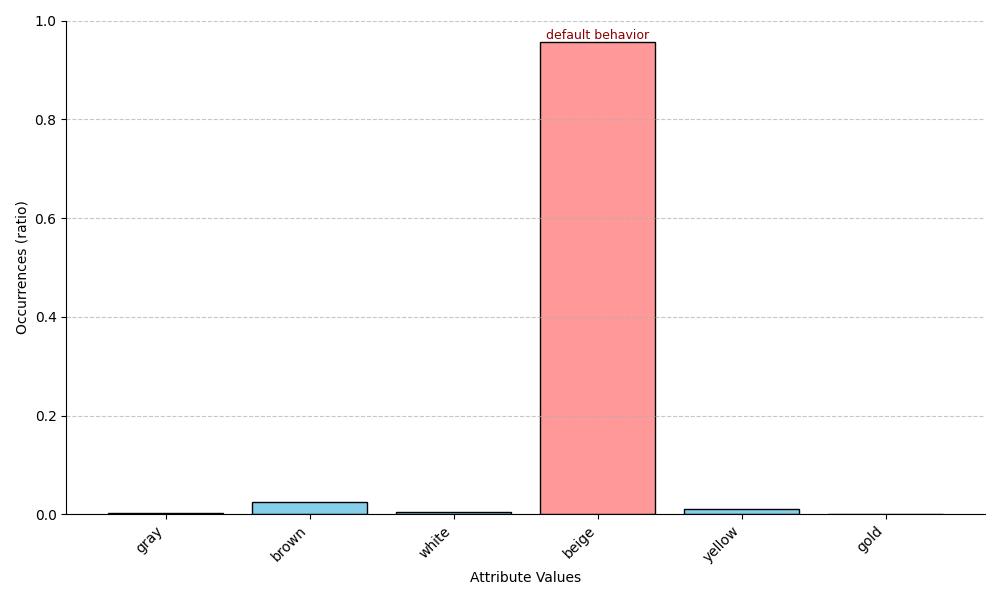 default behavior
1.0
0.8
0.6
0.4
0.2
0.0
Occurrences (ratio)
gray
brown
white
beige
yellow
gold
Attribute Values